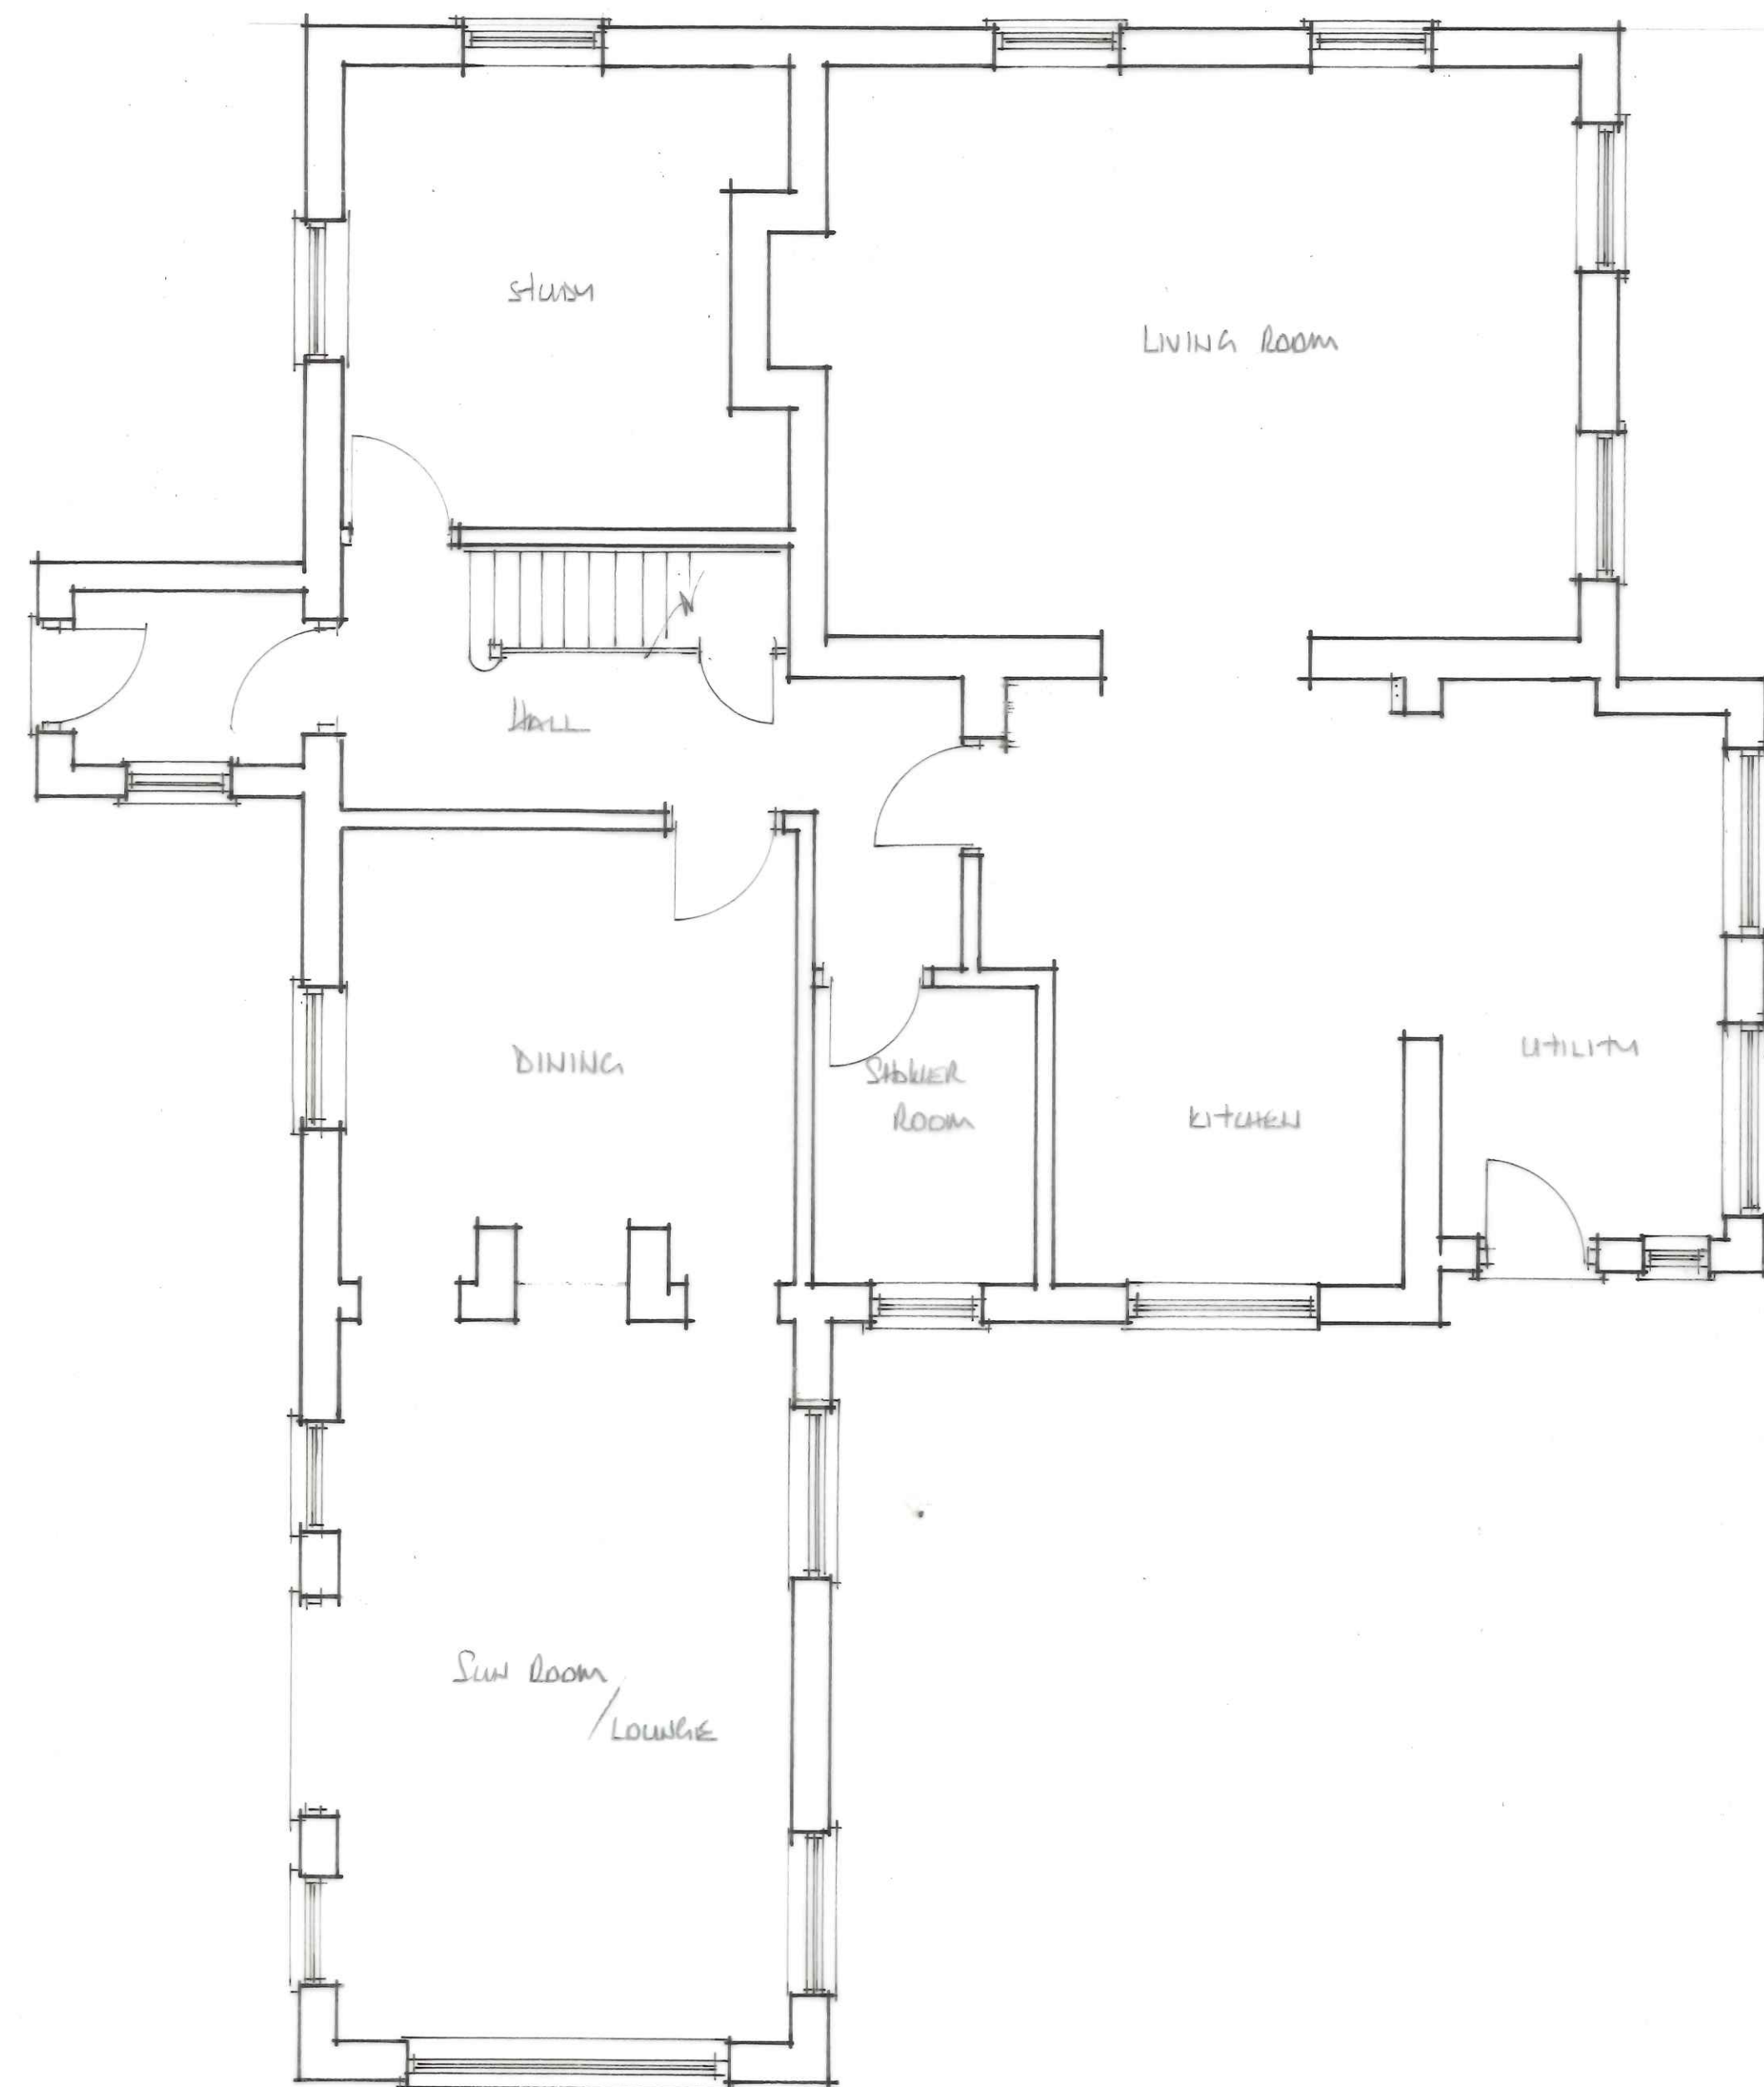 STUDY
LIVING ROOM
HALL
DINING
SHOWER
ROOM
KITCHEN
UTILITY
SUN ROOM
/LOUNGE